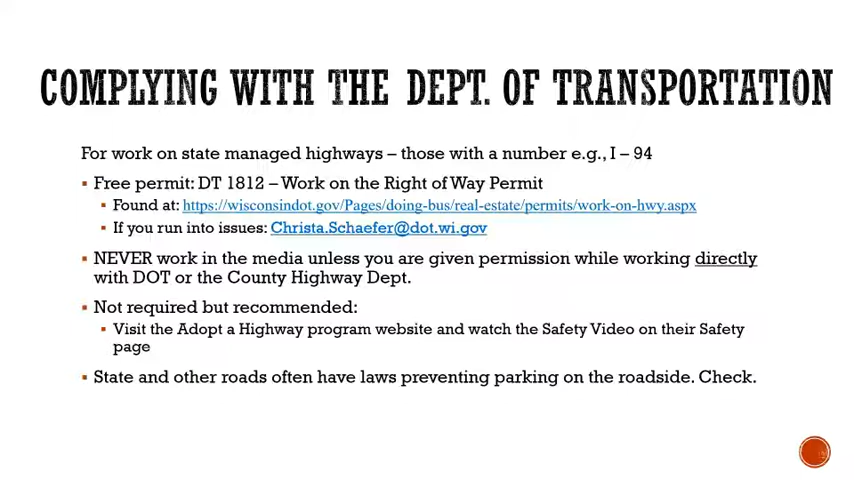 COMPLYING WITH THE DEPT. OF TRANSPORTATION
For work on state managed highways – those with a number e.g., I – 94
▪ Free permit: DT 1812 – Work on the Right of Way Permit
▪ Found at: https://wisconsindot.gov/Pages/doing-bus/real-estate/permits/work-on-hwy.aspx
▪ If you run into issues: Christa.Schaefer@dot.wi.gov
▪ NEVER work in the media unless you are given permission while working directly
with DOT or the County Highway Dept.
▪ Not required but recommended:
▪ Visit the Adopt a Highway program website and watch the Safety Video on their Safety
page
▪ State and other roads often have laws preventing parking on the roadside. Check.